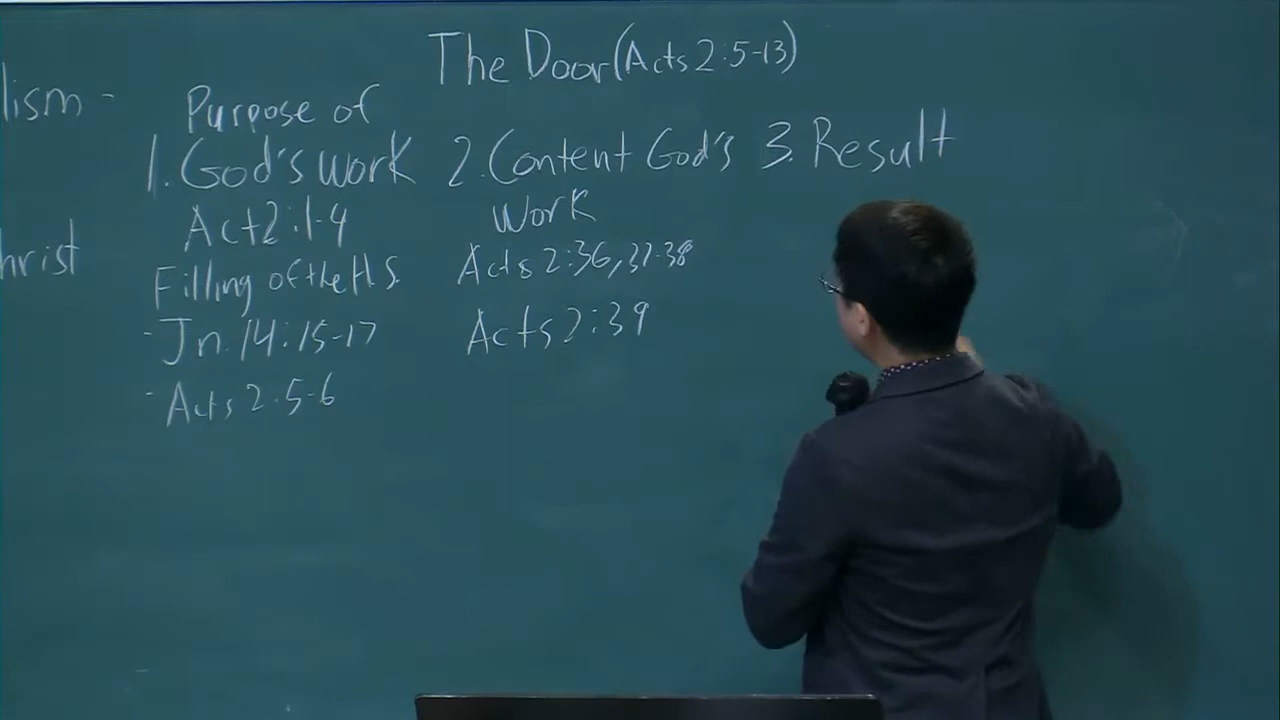 The Door (Acts 2:5-13)
lism -
hrist
Purpose of
1. God's work
Act 2:1-4
Filling of the H.S.
- Jn. 14:15-17
- Acts 2:5-6
2. Content God's
Work
Acts 2:36, 37-38
Acts 2:39
3. Result